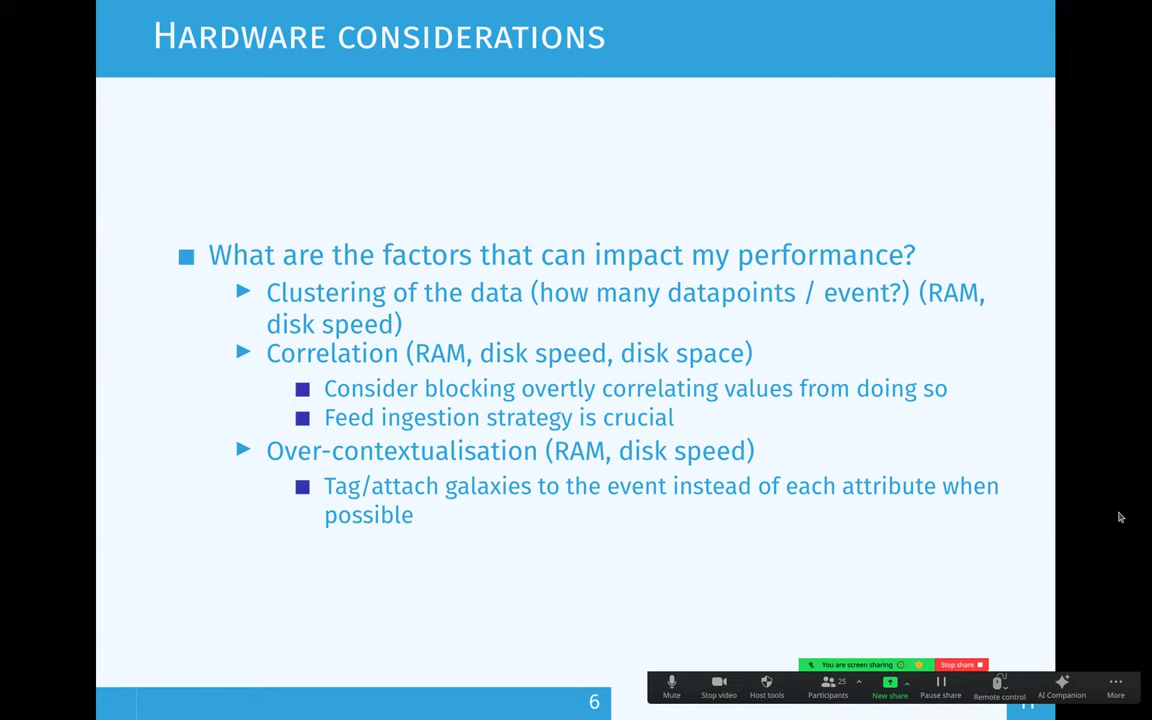 HARDWARE CONSIDERATIONS
What are the factors that can impact my performance?
Clustering of the data (how many datapoints / event?) (RAM,
disk speed)
Correlation (RAM, disk speed, disk space)
Consider blocking overtly correlating values from doing so
Feed ingestion strategy is crucial
Over-contextualisation (RAM, disk speed)
Tag/attach galaxies to the event instead of each attribute when
possible
You are screen sharing
Stop share
25
Mute
Stop video
Host tools
Participants
New share
Pause share
Remote control
AI Companion
More
6